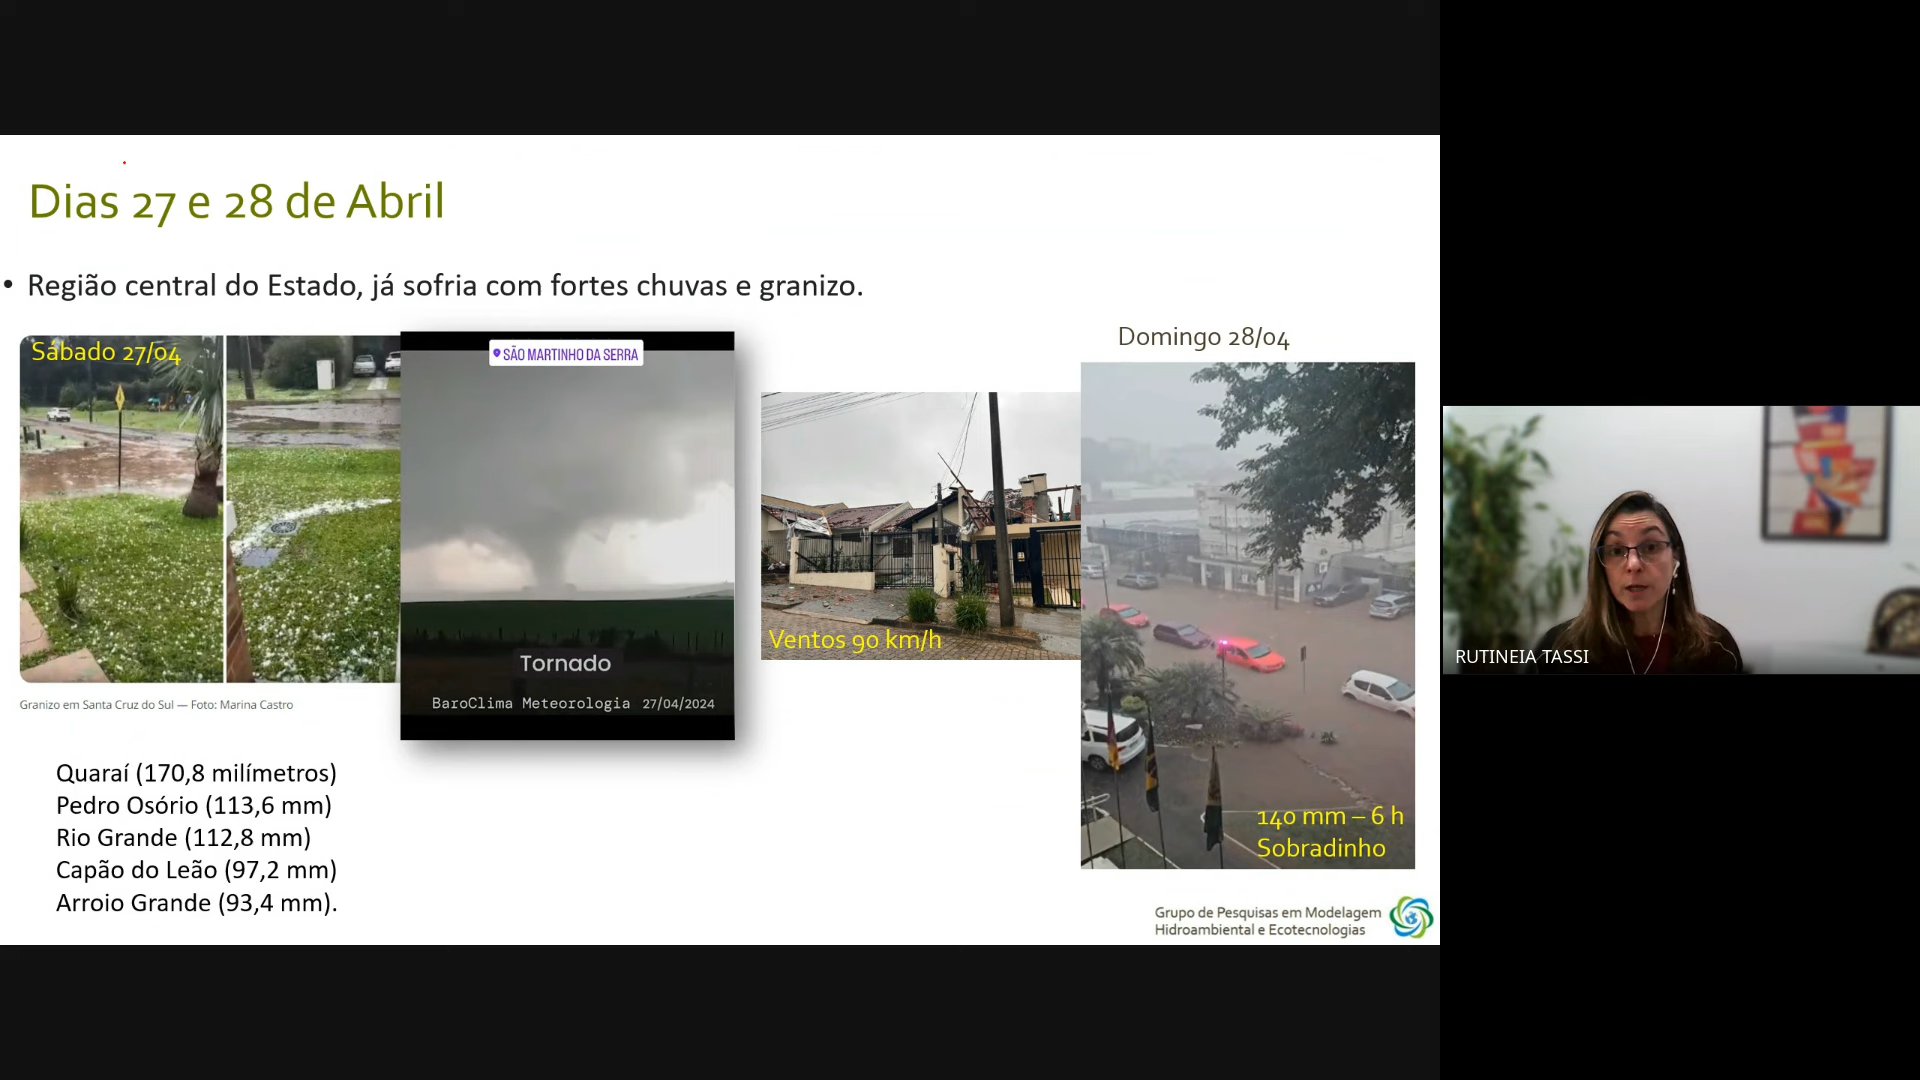 Dias 27 e 28 de Abril
• Região central do Estado, já sofria com fortes chuvas e granizo.
Sábado 27/04
SÃO MARTINHO DA SERRA
Tornado
BaroClima Meteorologia 27/04/2024
Granizo em Santa Cruz do Sul — Foto: Marina Castro
Ventos 90 km/h
Domingo 28/04
140 mm – 6 h
Sobradinho
Quaraí (170,8 milímetros)
Pedro Osório (113,6 mm)
Rio Grande (112,8 mm)
Capão do Leão (97,2 mm)
Arroio Grande (93,4 mm).
Grupo de Pesquisas em Modelagem
Hidroambiental e Ecotecnologias
RUTINEIA TASSI